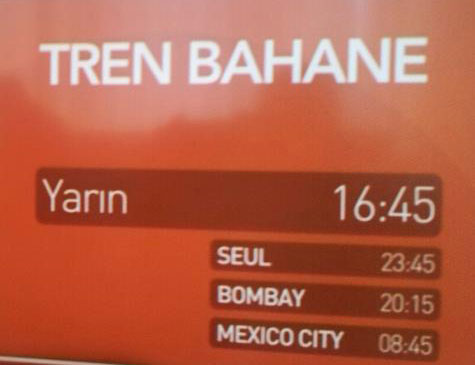 TREN BAHANE
Yarın 16:45
SEUL 23:45
BOMBAY 20:15
MEXICO CITY 08:45